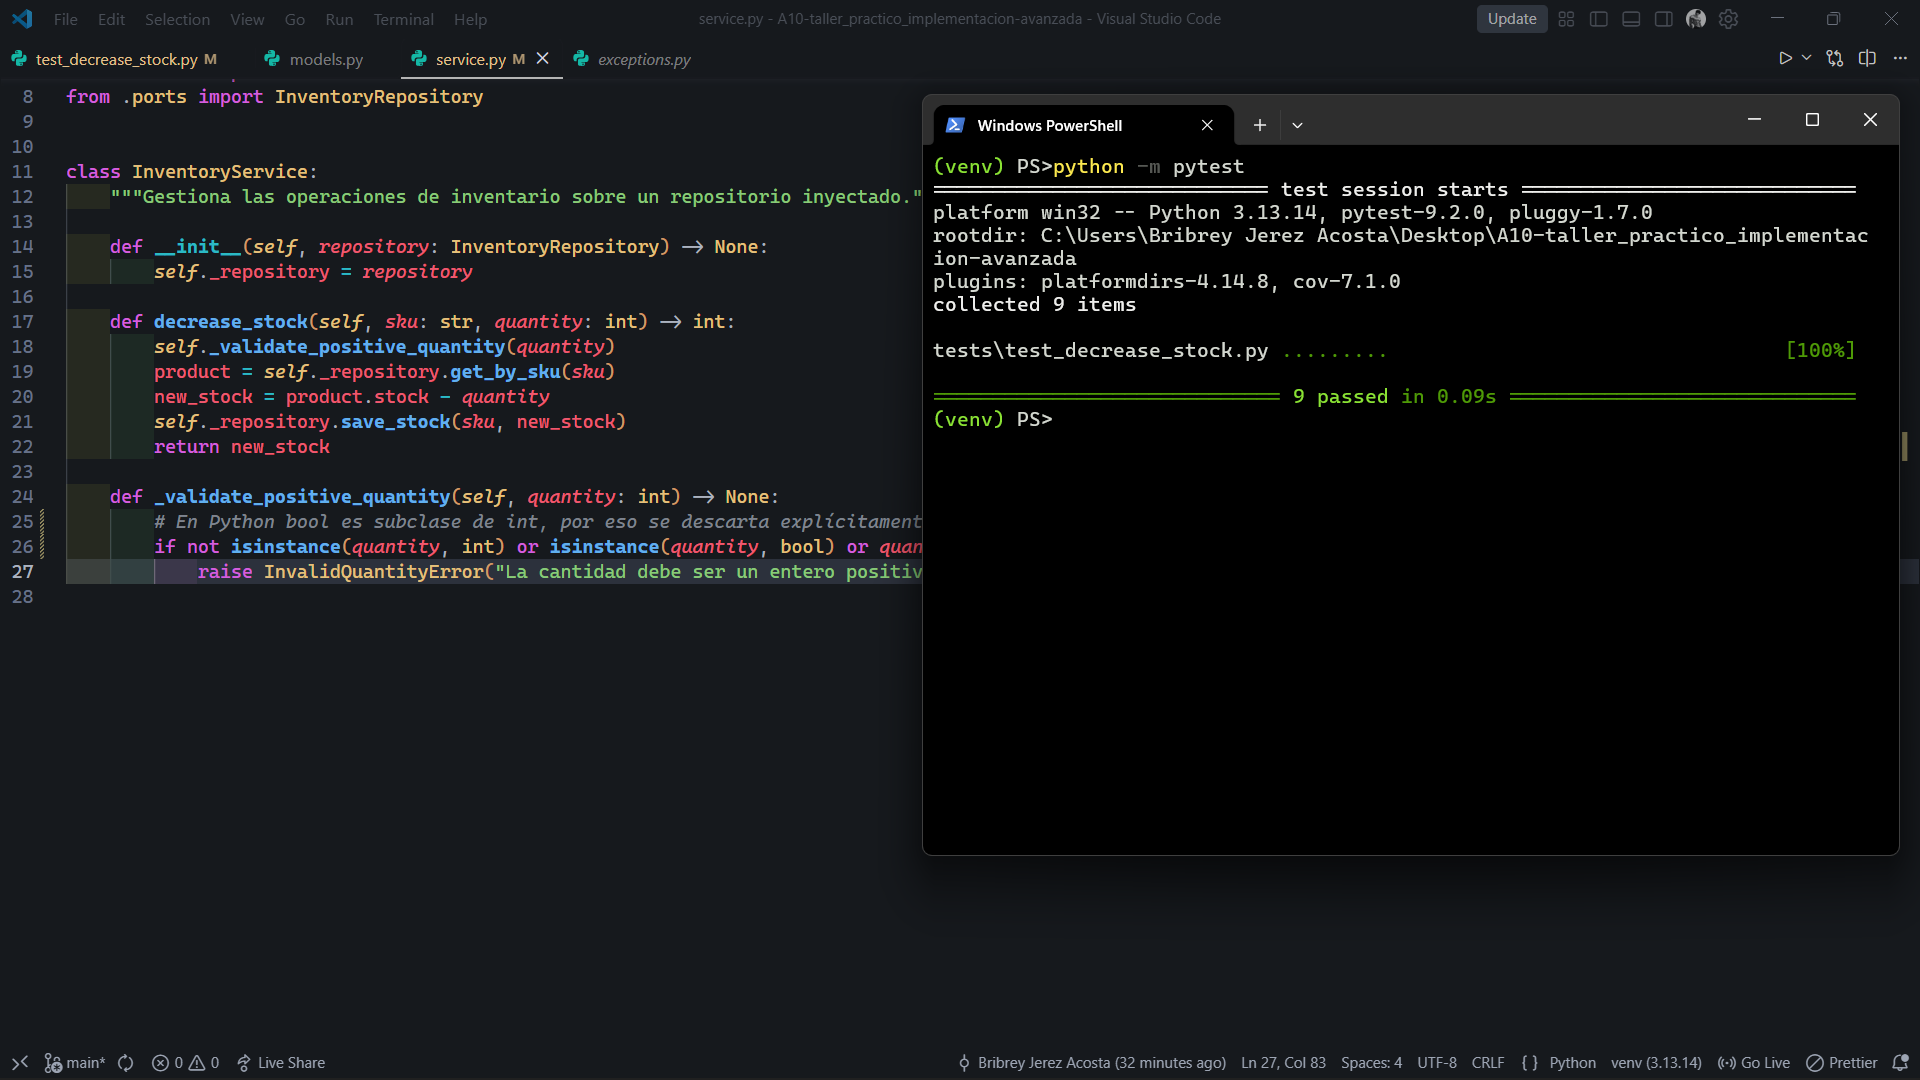 File Edit Selection View Go Run Terminal Help
service.py - A10-taller_practico_implementacion-avanzada - Visual Studio Code
Update
test_decrease_stock.py M
models.py
service.py M
exceptions.py
8 from .ports import InventoryRepository
9
10
11 class InventoryService:
12 """Gestiona las operaciones de inventario sobre un repositorio inyectado."
13
14 def __init__(self, repository: InventoryRepository) -> None:
15 self._repository = repository
16
17 def decrease_stock(self, sku: str, quantity: int) -> int:
18 self._validate_positive_quantity(quantity)
19 product = self._repository.get_by_sku(sku)
20 new_stock = product.stock - quantity
21 self._repository.save_stock(sku, new_stock)
22 return new_stock
23
24 def _validate_positive_quantity(self, quantity: int) -> None:
25 # En Python bool es subclase de int, por eso se descarta explícitament
26 if not isinstance(quantity, int) or isinstance(quantity, bool) or quan
27 raise InvalidQuantityError("La cantidad debe ser un entero positiv
28
Windows PowerShell
(venv) PS>python -m pytest
============================ test session starts ============================
platform win32 -- Python 3.13.14, pytest-9.2.0, pluggy-1.7.0
rootdir: C:\Users\Bribrey Jerez Acosta\Desktop\A10-taller_practico_implementac
ion-avanzada
plugins: platformdirs-4.14.8, cov-7.1.0
collected 9 items
tests\test_decrease_stock.py ......... [100%]
============================= 9 passed in 0.09s =============================
(venv) PS>
main* 0 0 Live Share
Bribrey Jerez Acosta (32 minutes ago) Ln 27, Col 83 Spaces: 4 UTF-8 CRLF { } Python venv (3.13.14) Go Live Prettier